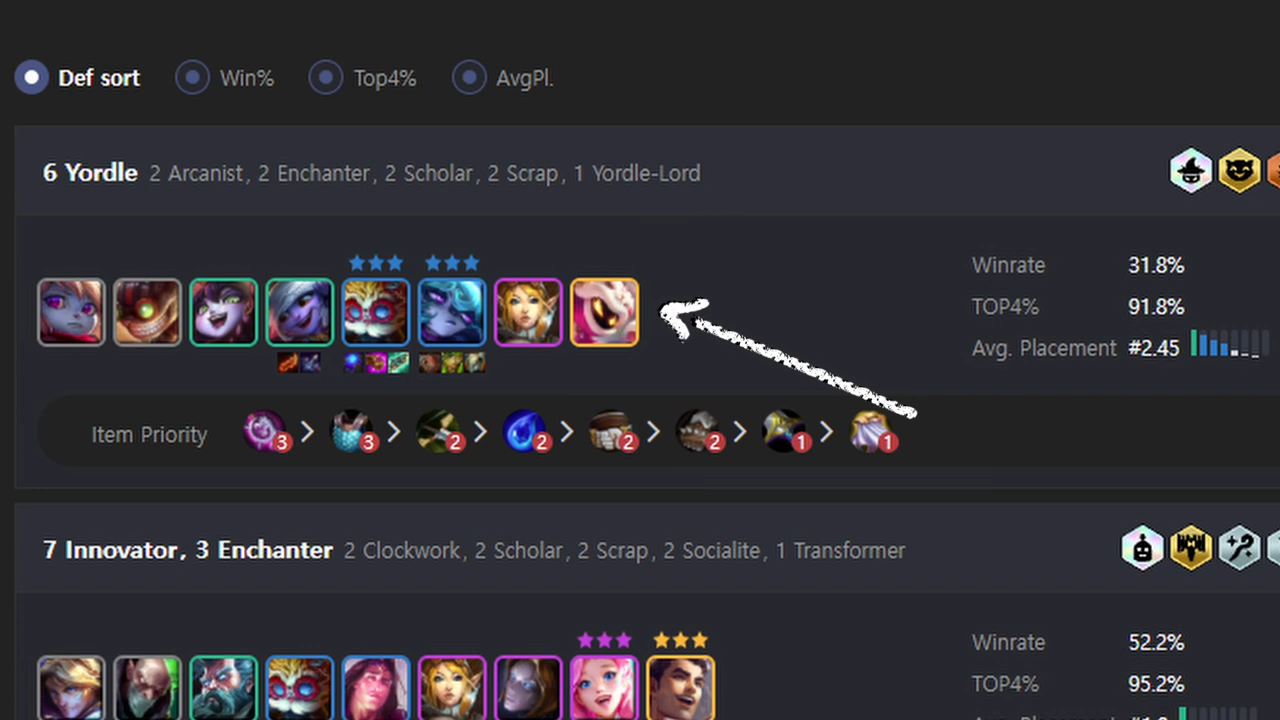 Def sort Win% Top4% AvgPl.
6 Yordle 2 Arcanist, 2 Enchanter, 2 Scholar, 2 Scrap, 1 Yordle-Lord
Winrate 31.8%
TOP4% 91.8%
Avg. Placement #2.45
Item Priority 3 3 2 2 2 2 1 1
7 Innovator, 3 Enchanter 2 Clockwork, 2 Scholar, 2 Scrap, 2 Socialite, 1 Transformer
Winrate 52.2%
TOP4% 95.2%